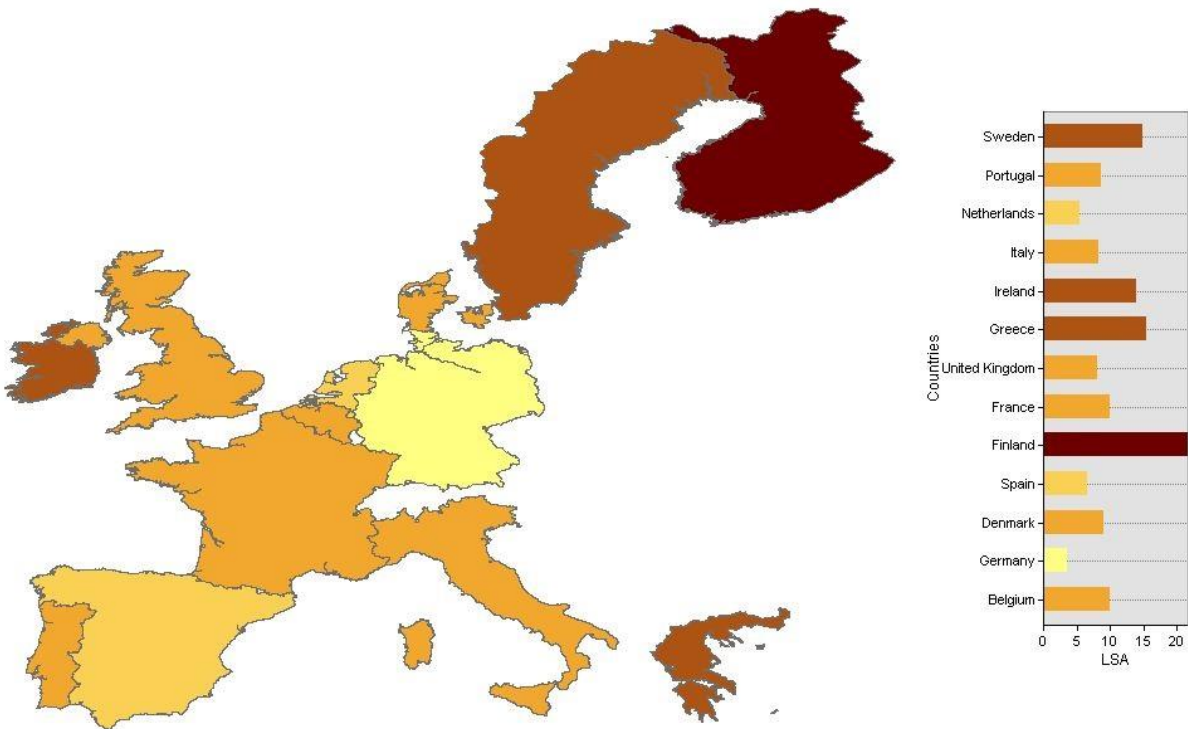 Sweden
Portugal
Netherlands
Italy
Ireland
Greece
United Kingdom
France
Finland
Spain
Denmark
Germany
Belgium
Countries
0 5 10 15 20
LSA